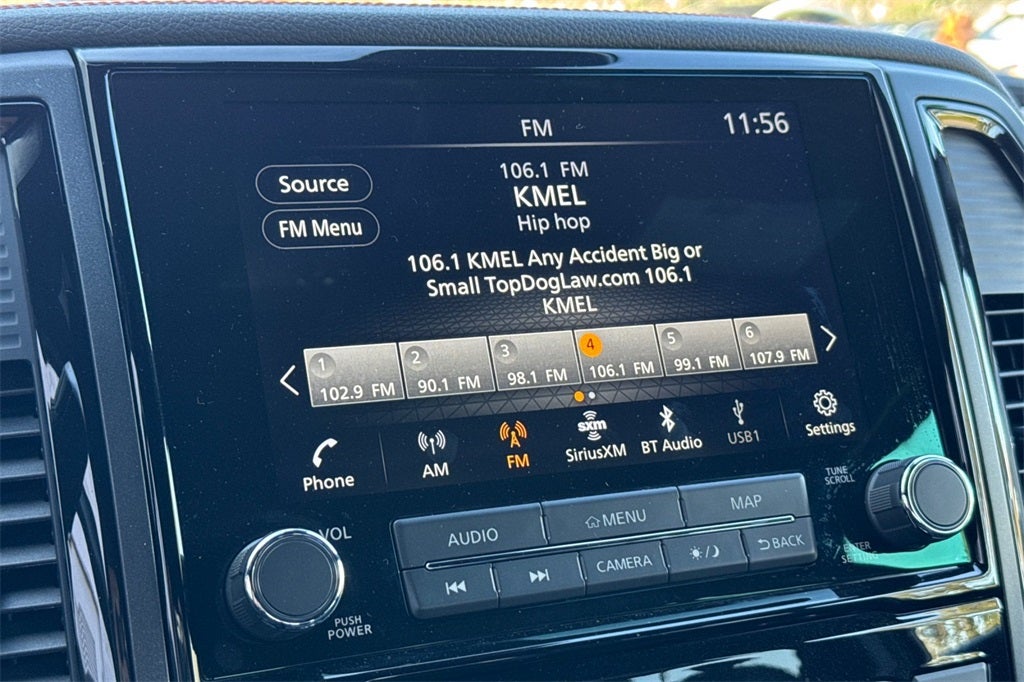 FM
11:56
Source
FM Menu
106.1 FM
KMEL
Hip hop
106.1 KMEL Any Accident Big or
Small TopDogLaw.com 106.1
KMEL
1
102.9 FM
2
90.1 FM
3
98.1 FM
4
106.1 FM
5
99.1 FM
6
107.9 FM
Phone
AM
FM
sxm
SiriusXM
BT Audio
USB1
Settings
VOL
PUSH
POWER
AUDIO
MENU
MAP
CAMERA
BACK
TUNE
SCROLL
ENTER
SETTING